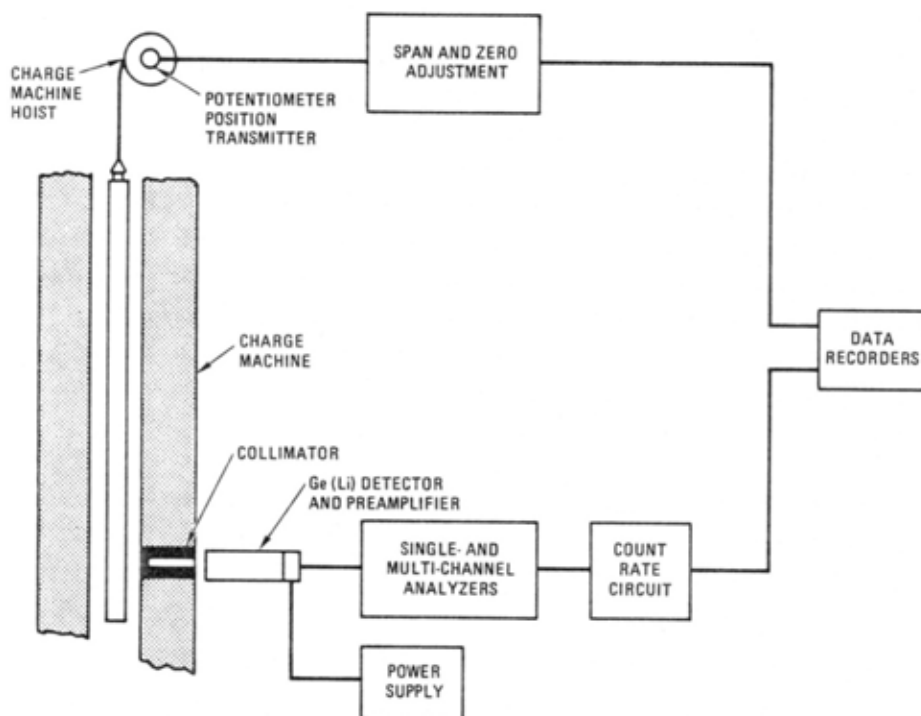 CHARGE
MACHINE
HOIST
POTENTIOMETER
POSITION
TRANSMITTER
SPAN AND ZERO
ADJUSTMENT
CHARGE
MACHINE
DATA
RECORDERS
COLLIMATOR
Ge (Li) DETECTOR
AND PREAMPLIFIER
SINGLE- AND
MULTI-CHANNEL
ANALYZERS
COUNT
RATE
CIRCUIT
POWER
SUPPLY